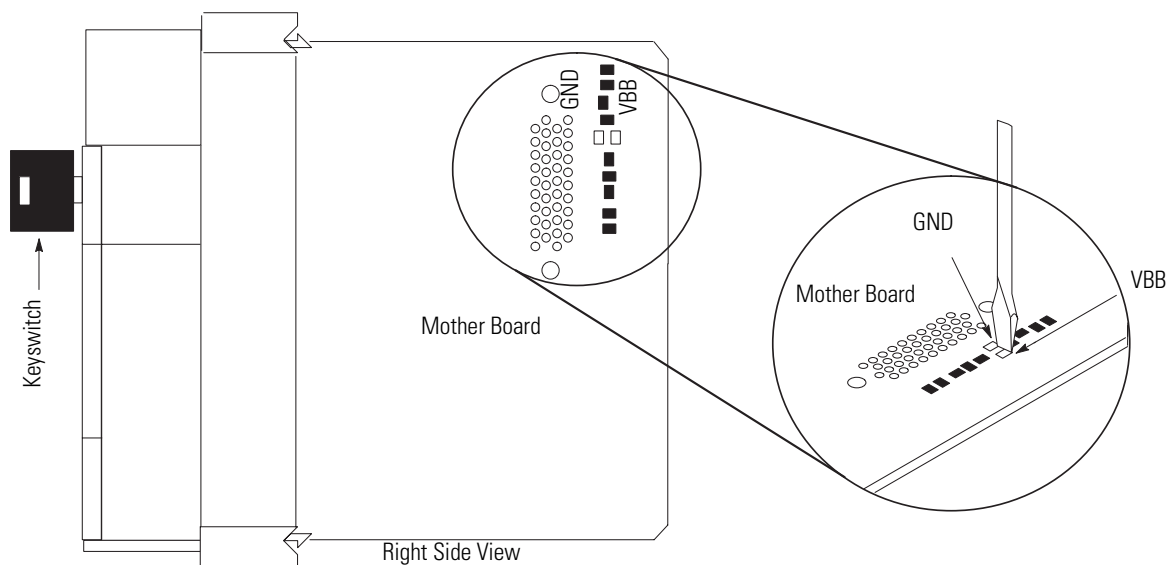 GND
VBB
GND
VBB
Mother Board
Mother Board
Keyswitch
Right Side View